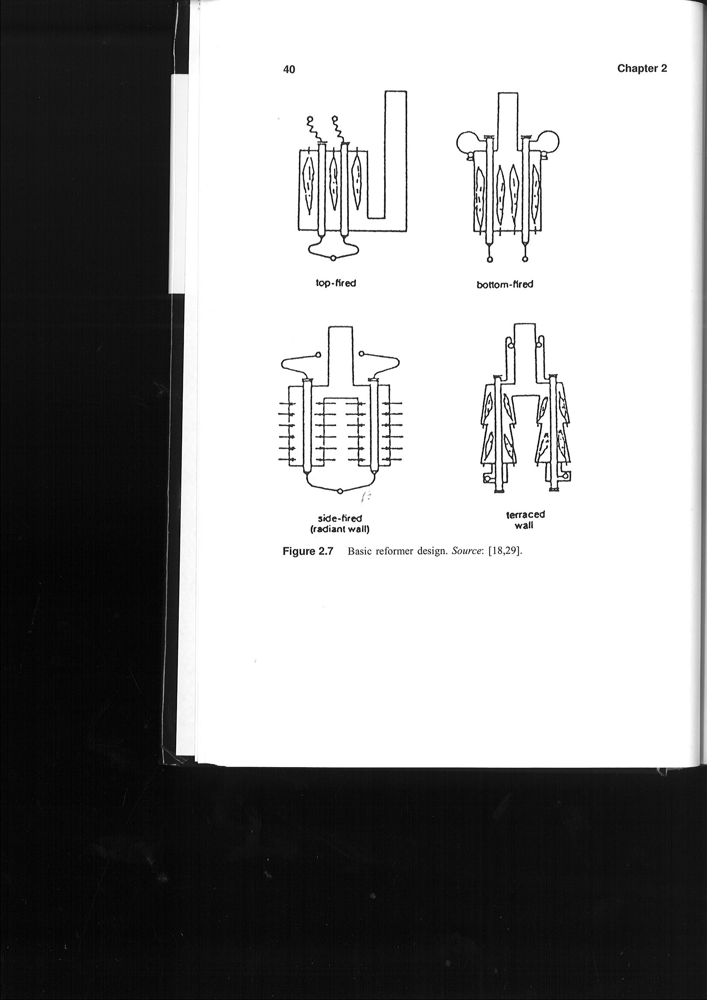 40
Chapter 2
top-fired
bottom-fired
side-fired
(radiant wall)
terraced
wall
Figure 2.7 Basic reformer design. Source: [18,29].